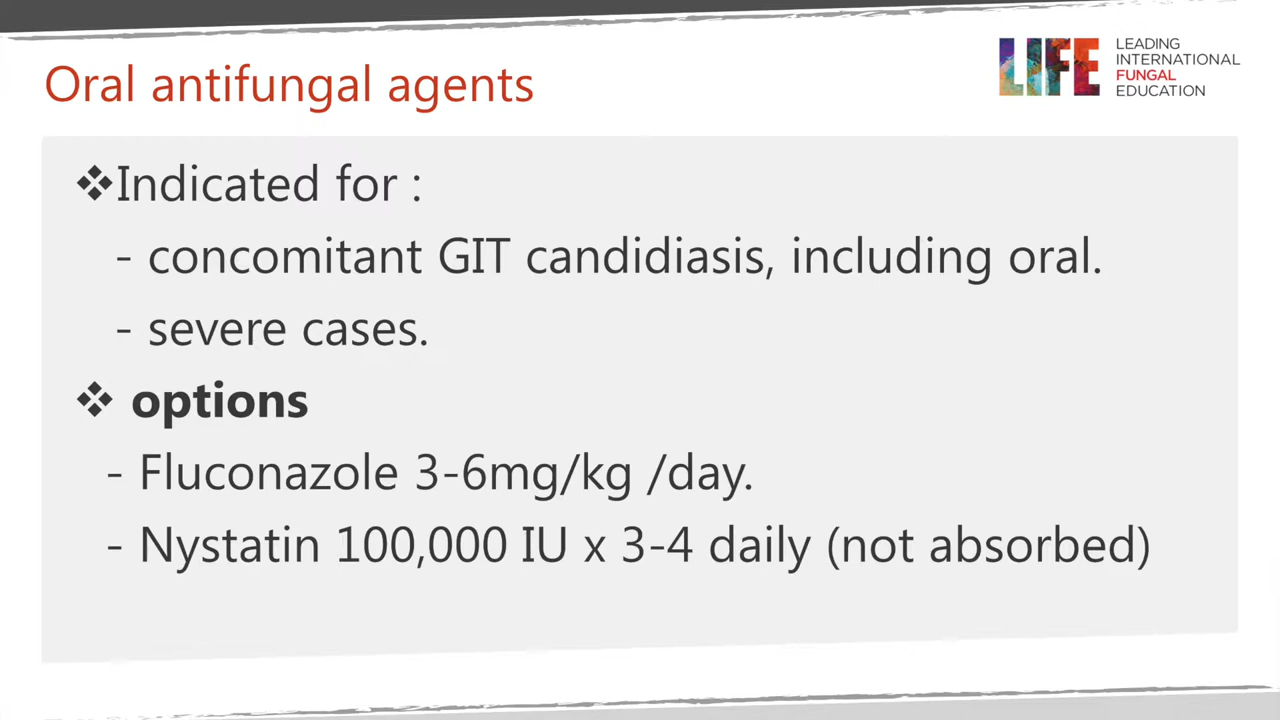 Oral antifungal agents
LIFE
LEADING
INTERNATIONAL
FUNGAL
EDUCATION
❖Indicated for :
- concomitant GIT candidiasis, including oral.
- severe cases.
❖ options
- Fluconazole 3-6mg/kg /day.
- Nystatin 100,000 IU x 3-4 daily (not absorbed)